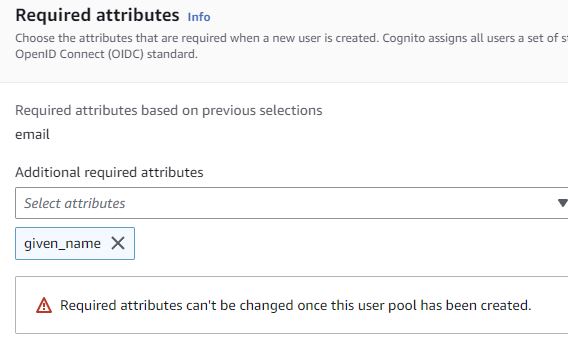 Required attributes Info
Choose the attributes that are required when a new user is created. Cognito assigns all users a set of
OpenID Connect (OIDC) standard.
Required attributes based on previous selections
email
Additional required attributes
Select attributes
given_name
Required attributes can't be changed once this user pool has been created.